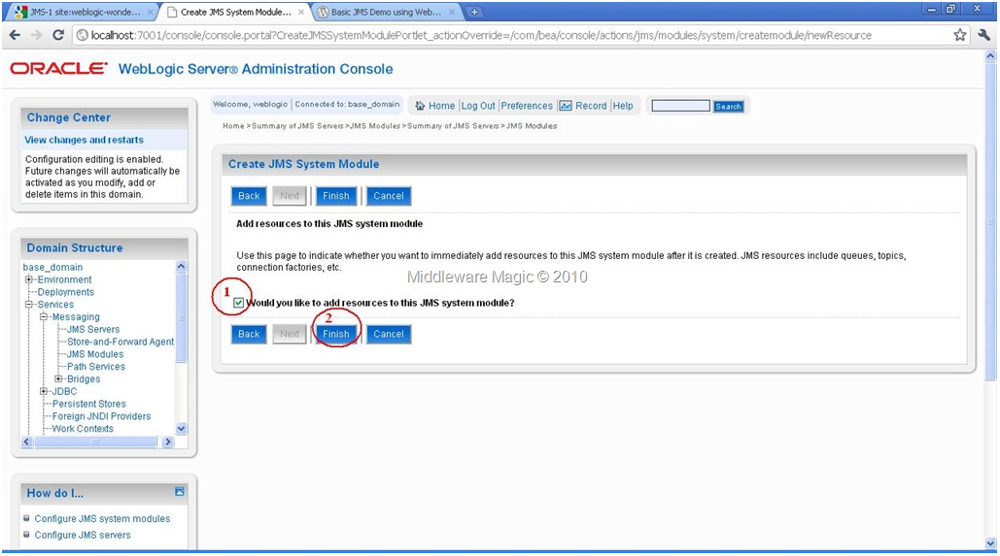 JMS-1 site:weblogic-wonde...
Create JMS System Module...
Basic JMS Demo using Web...
localhost:7001/console/console.portal?CreateJMSSystemModulePortlet_actionOverride=/com/bea/console/actions/jms/modules/system/createmodule/newResource
ORACLE WebLogic Server® Administration Console
Change Center
View changes and restarts
Configuration editing is enabled.
Future changes will automatically be
activated as you modify, add or
delete items in this domain.
Domain Structure
base_domain
Environment
Deployments
Services
Messaging
JMS Servers
Store-and-Forward Agent
JMS Modules
Path Services
Bridges
JDBC
Persistent Stores
Foreign JNDI Providers
Work Contexts
How do I...
Configure JMS system modules
Configure JMS servers
Welcome, weblogic Connected to: base_domain
Home Log Out Preferences Record Help Search
Home >Summary of JMS Servers >JMS Modules >Summary of JMS Servers >JMS Modules
Create JMS System Module
Back Next Finish Cancel
Add resources to this JMS system module
Use this page to indicate whether you want to immediately add resources to this JMS system module after it is created. JMS resources include queues, topics,
connection factories, etc.
Middleware Magic © 2010
1
Would you like to add resources to this JMS system module?
2
Back Next Finish Cancel